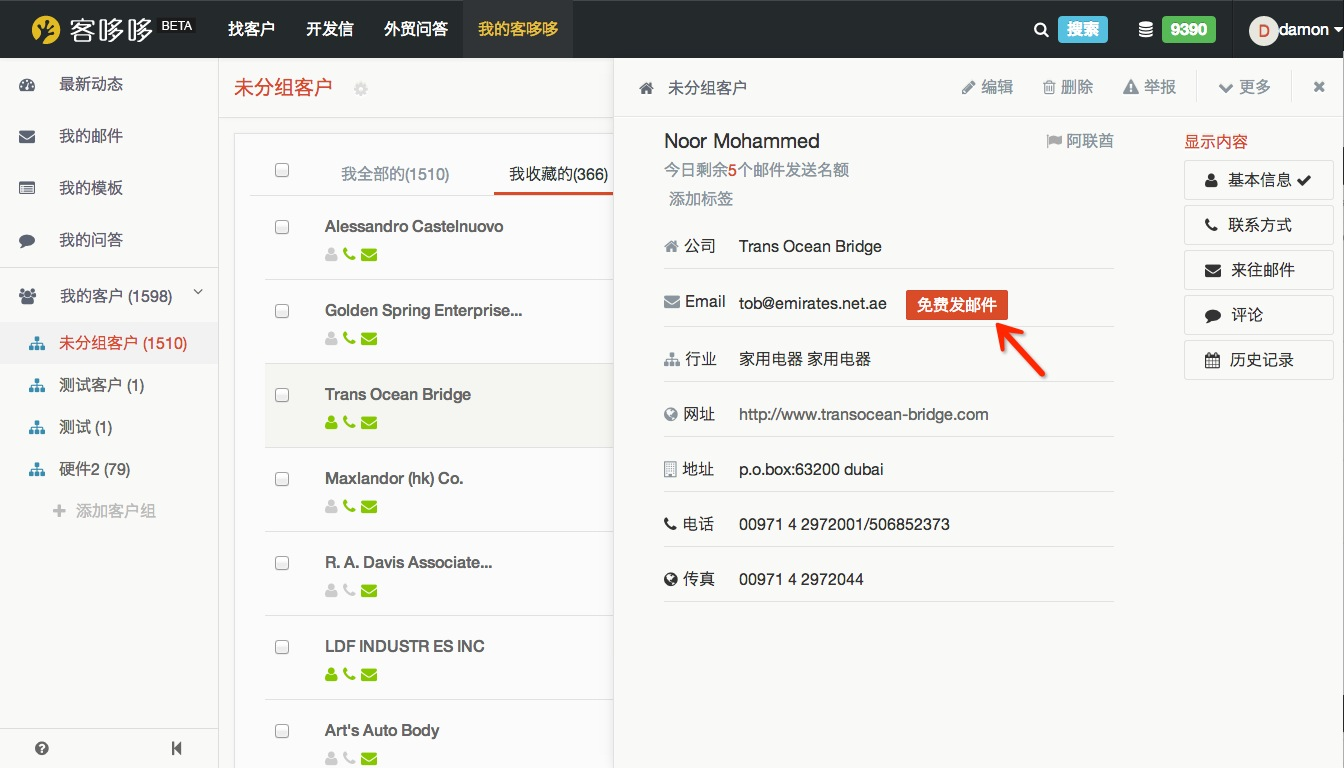 客哆哆 BETA
找客户
开发信
外贸问答
我的客哆哆
搜索
9390
D
damon
最新动态
我的邮件
我的模板
我的问答
我的客户 (1598)
未分组客户 (1510)
测试客户 (1)
测试 (1)
硬件2 (79)
添加客户组
未分组客户
我全部的(1510)
我收藏的(366)
Alessandro Castelnuovo
Golden Spring Enterprise...
Trans Ocean Bridge
Maxlandor (hk) Co.
R. A. Davis Associate...
LDF INDUSTR ES INC
Art's Auto Body
未分组客户
编辑
删除
举报
更多
Noor Mohammed
阿联酋
今日剩余5个邮件发送名额
添加标签
公司 Trans Ocean Bridge
Email tob@emirates.net.ae 免费发邮件
行业 家用电器 家用电器
网址 http://www.transocean-bridge.com
地址 p.o.box:63200 dubai
电话 00971 4 2972001/506852373
传真 00971 4 2972044
显示内容
基本信息
联系方式
来往邮件
评论
历史记录